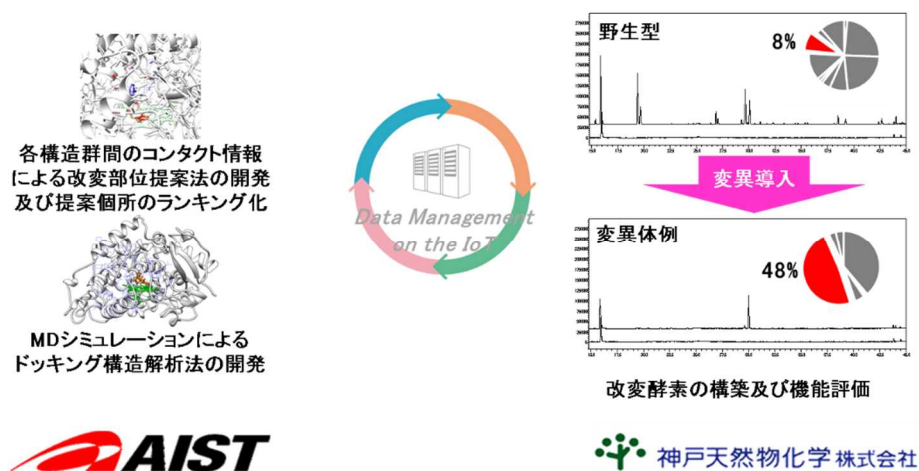 各構造群間のコンタクト情報
による改変部位提案法の開発
及び提案個所のランキング化
MDシミュレーションによる
ドッキング構造解析法の開発
AIST
Data Management
on the IoT
野生型
8%
変異導入
変異体例
48%
改変酵素の構築及び機能評価
神戸天然物化学株式会社